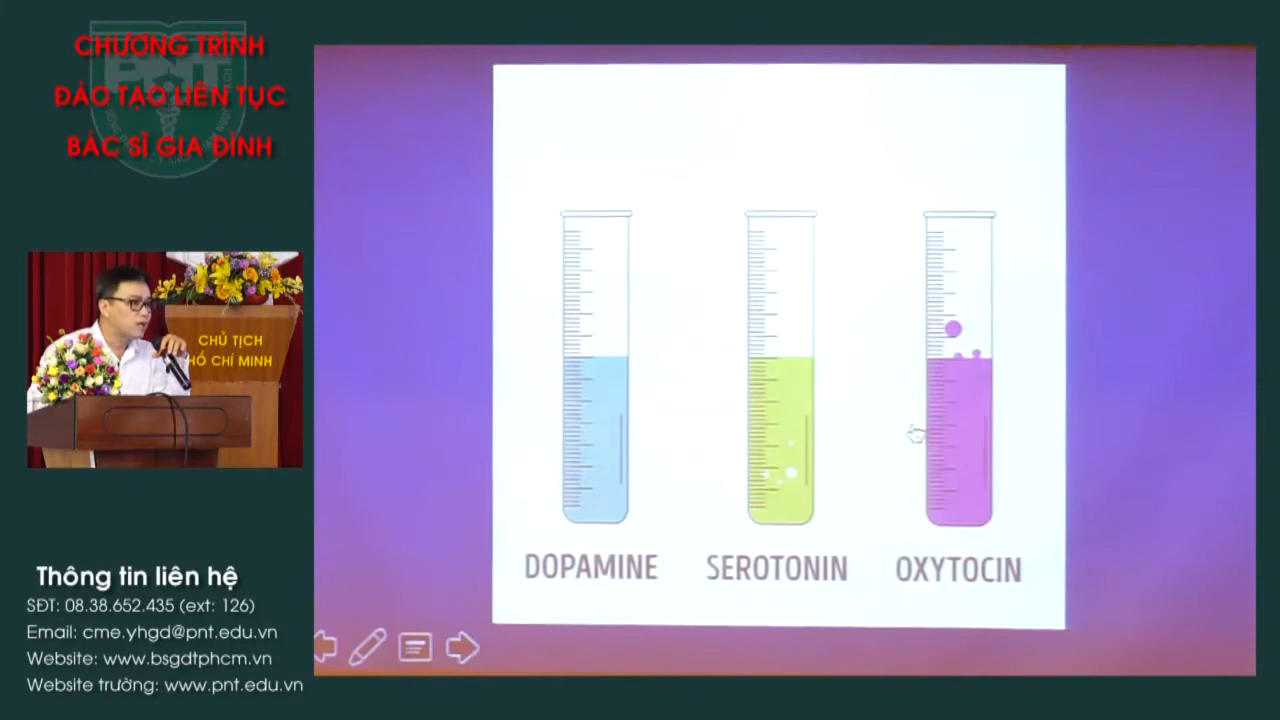 CHƯƠNG TRÌNH
ĐÀO TẠO LIÊN TỤC
BÁC SĨ GIA ĐÌNH
PNT
CHỦ TỊCH
HỒ CHÍ MINH
DOPAMINE
SEROTONIN
OXYTOCIN
Thông tin liên hệ
SĐT: 08.38.652.435 (ext: 126)
Email: cme.yhgd@pnt.edu.vn
Website: www.bsgdtphcm.vn
Website trường: www.pnt.edu.vn